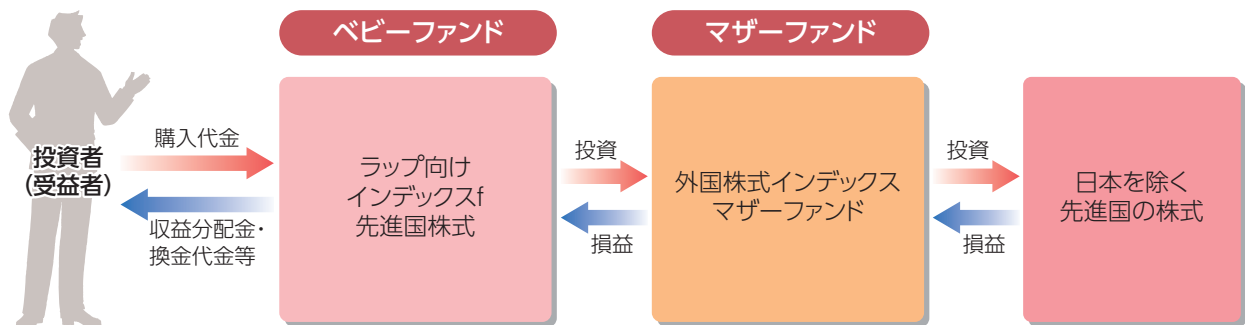 ベビーファンド
マザーファンド
投資者
(受益者)
購入代金
収益分配金・
換金代金等
ラップ向け
インデックスf
先進国株式
投資
損益
外国株式インデックス
マザーファンド
投資
損益
日本を除く
先進国の株式